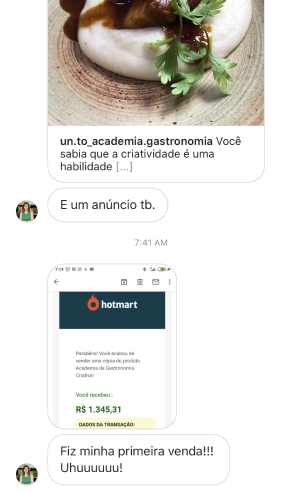 un.to_academia.gastronomia Você
sabia que a criatividade é uma
habilidade [...]
E um anúncio tb.
7:41 AM
hotmart
Parabéns! Você acabou de
vender uma cópia do produto
Academia de Gastronomia
Criativa!
Você recebeu :
R$ 1.345,31
DADOS DA TRANSAÇÃO:
Fiz minha primeira venda!!!
Uhuuuuuu!